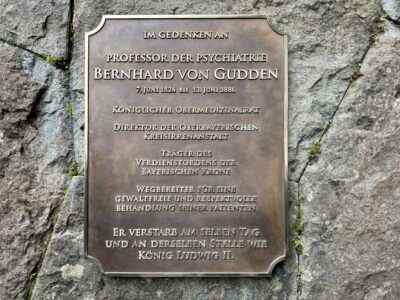 IM GEDENKEN AN
PROFESSOR DER PSYCHIATRIE
BERNHARD VON GUDDEN
7. JUNI 1824 BIS 13. JUNI 1886
KÖNIGLICHER OBERMEDIZINALRAT
DIREKTOR DER OBERBAYERISCHEN
KREISIRRENANSTALT
TRÄGER DES
VERDIENSTORDENS DER
BAYERISCHEN KRONE
WEGBEREITER FÜR EINE
GEWALTFREIE UND RESPEKTVOLLE
BEHANDLUNG SEINER PATIENTEN
ER VERSTARB AM SELBEN TAG
UND AN DERSELBEN STELLE WIE
KÖNIG LUDWIG II.